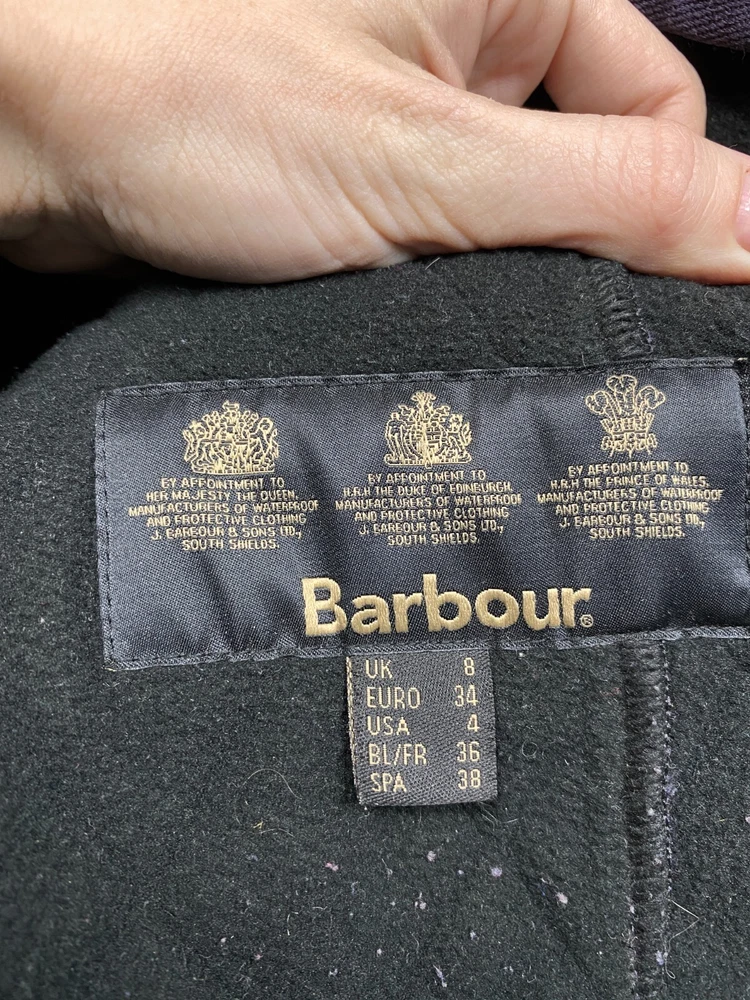 BY APPOINTMENT TO
HER MAJESTY THE QUEEN,
MANUFACTURERS OF WATERPROOF
AND PROTECTIVE CLOTHING
J. BARBOUR & SONS LTD.,
SOUTH SHIELDS.
BY APPOINTMENT TO
H.R.H THE DUKE OF EDINBURGH,
MANUFACTURERS OF WATERPROOF
AND PROTECTIVE CLOTHING
J. BARBOUR & SONS LTD.,
SOUTH SHIELDS.
BY APPOINTMENT TO
H.R.H THE PRINCE OF WALES.
MANUFACTURERS OF WATERPROOF
AND PROTECTIVE CLOTHING
J. BARBOUR & SONS LTD.,
SOUTH SHIELDS.
Barbour®
UK 8
EURO 34
USA 4
BL/FR 36
SPA 38